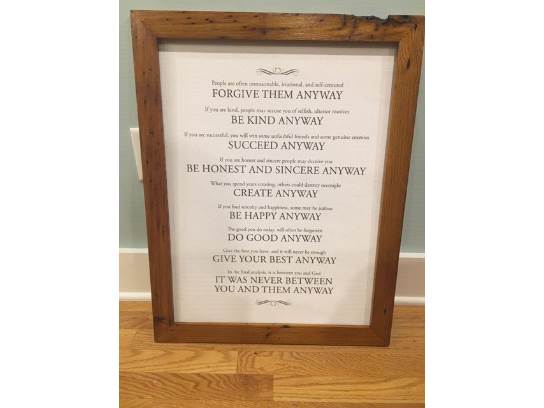 People are often unreasonable, irrational, and self-centered
FORGIVE THEM ANYWAY
If you are kind, people may accuse you of selfish, ulterior motives
BE KIND ANYWAY
If you are successful, you will win some unfaithful friends and some genuine enemies
SUCCEED ANYWAY
If you are honest and sincere people may deceive you
BE HONEST AND SINCERE ANYWAY
What you spend years creating, others could destroy overnight
CREATE ANYWAY
If you find serenity and happiness, some may be jealous
BE HAPPY ANYWAY
The good you do today, will often be forgotten
DO GOOD ANYWAY
Give the best you have, and it will never be enough
GIVE YOUR BEST ANYWAY
In the final analysis, it is between you and God
IT WAS NEVER BETWEEN
YOU AND THEM ANYWAY